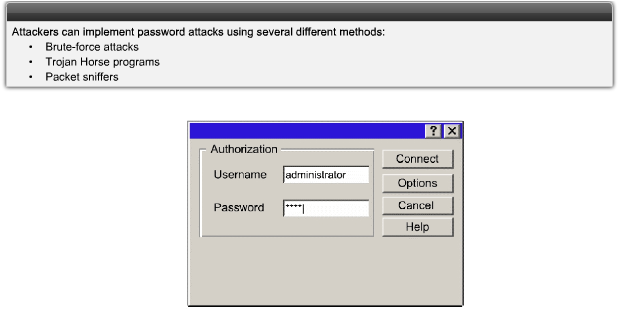 Attackers can implement password attacks using several different methods:
• Brute-force attacks
• Trojan Horse programs
• Packet sniffers
? X
Authorization
Connect
Username administrator
Options
Password ****|
Cancel
Help